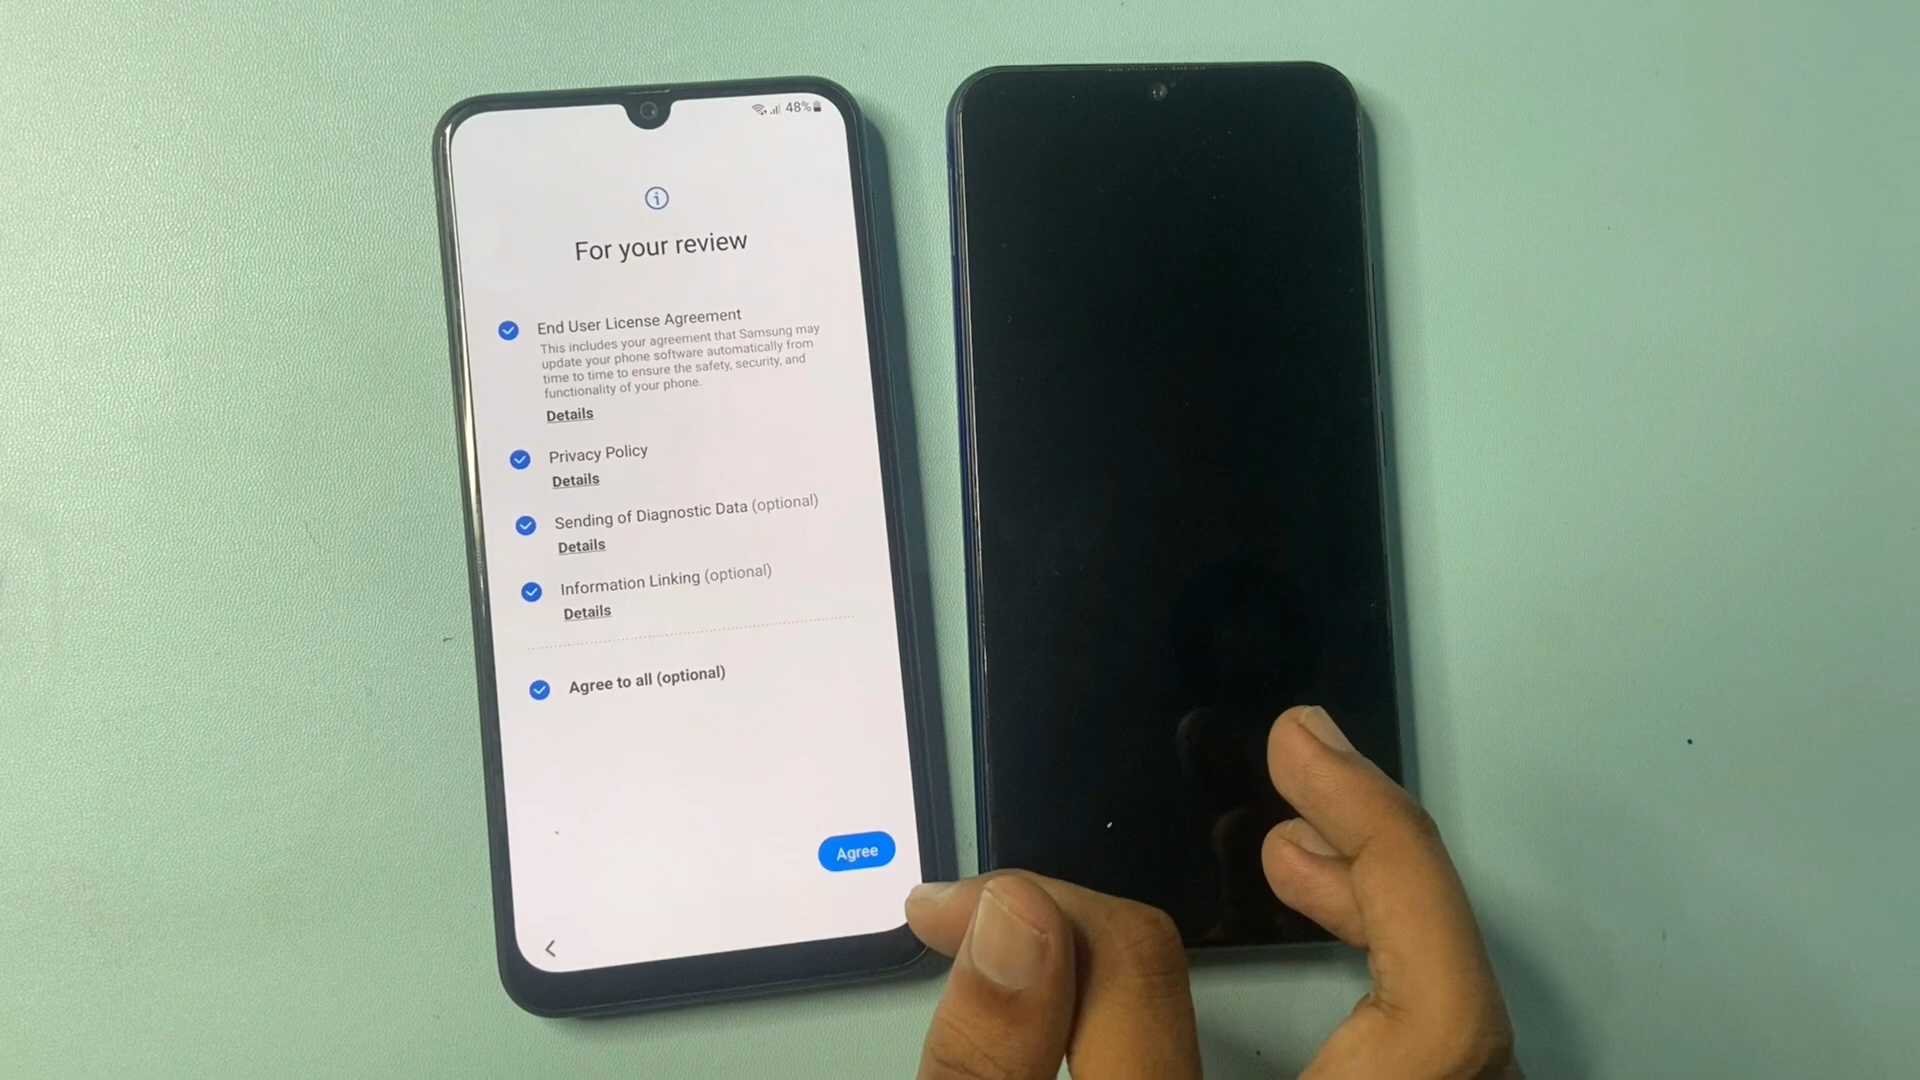 48%
For your review
End User License Agreement
This includes your agreement that Samsung may
update your phone software automatically from
time to time to ensure the safety, security, and
functionality of your phone.
Details
Privacy Policy
Details
Sending of Diagnostic Data (optional)
Details
Information Linking (optional)
Details
Agree to all (optional)
Agree